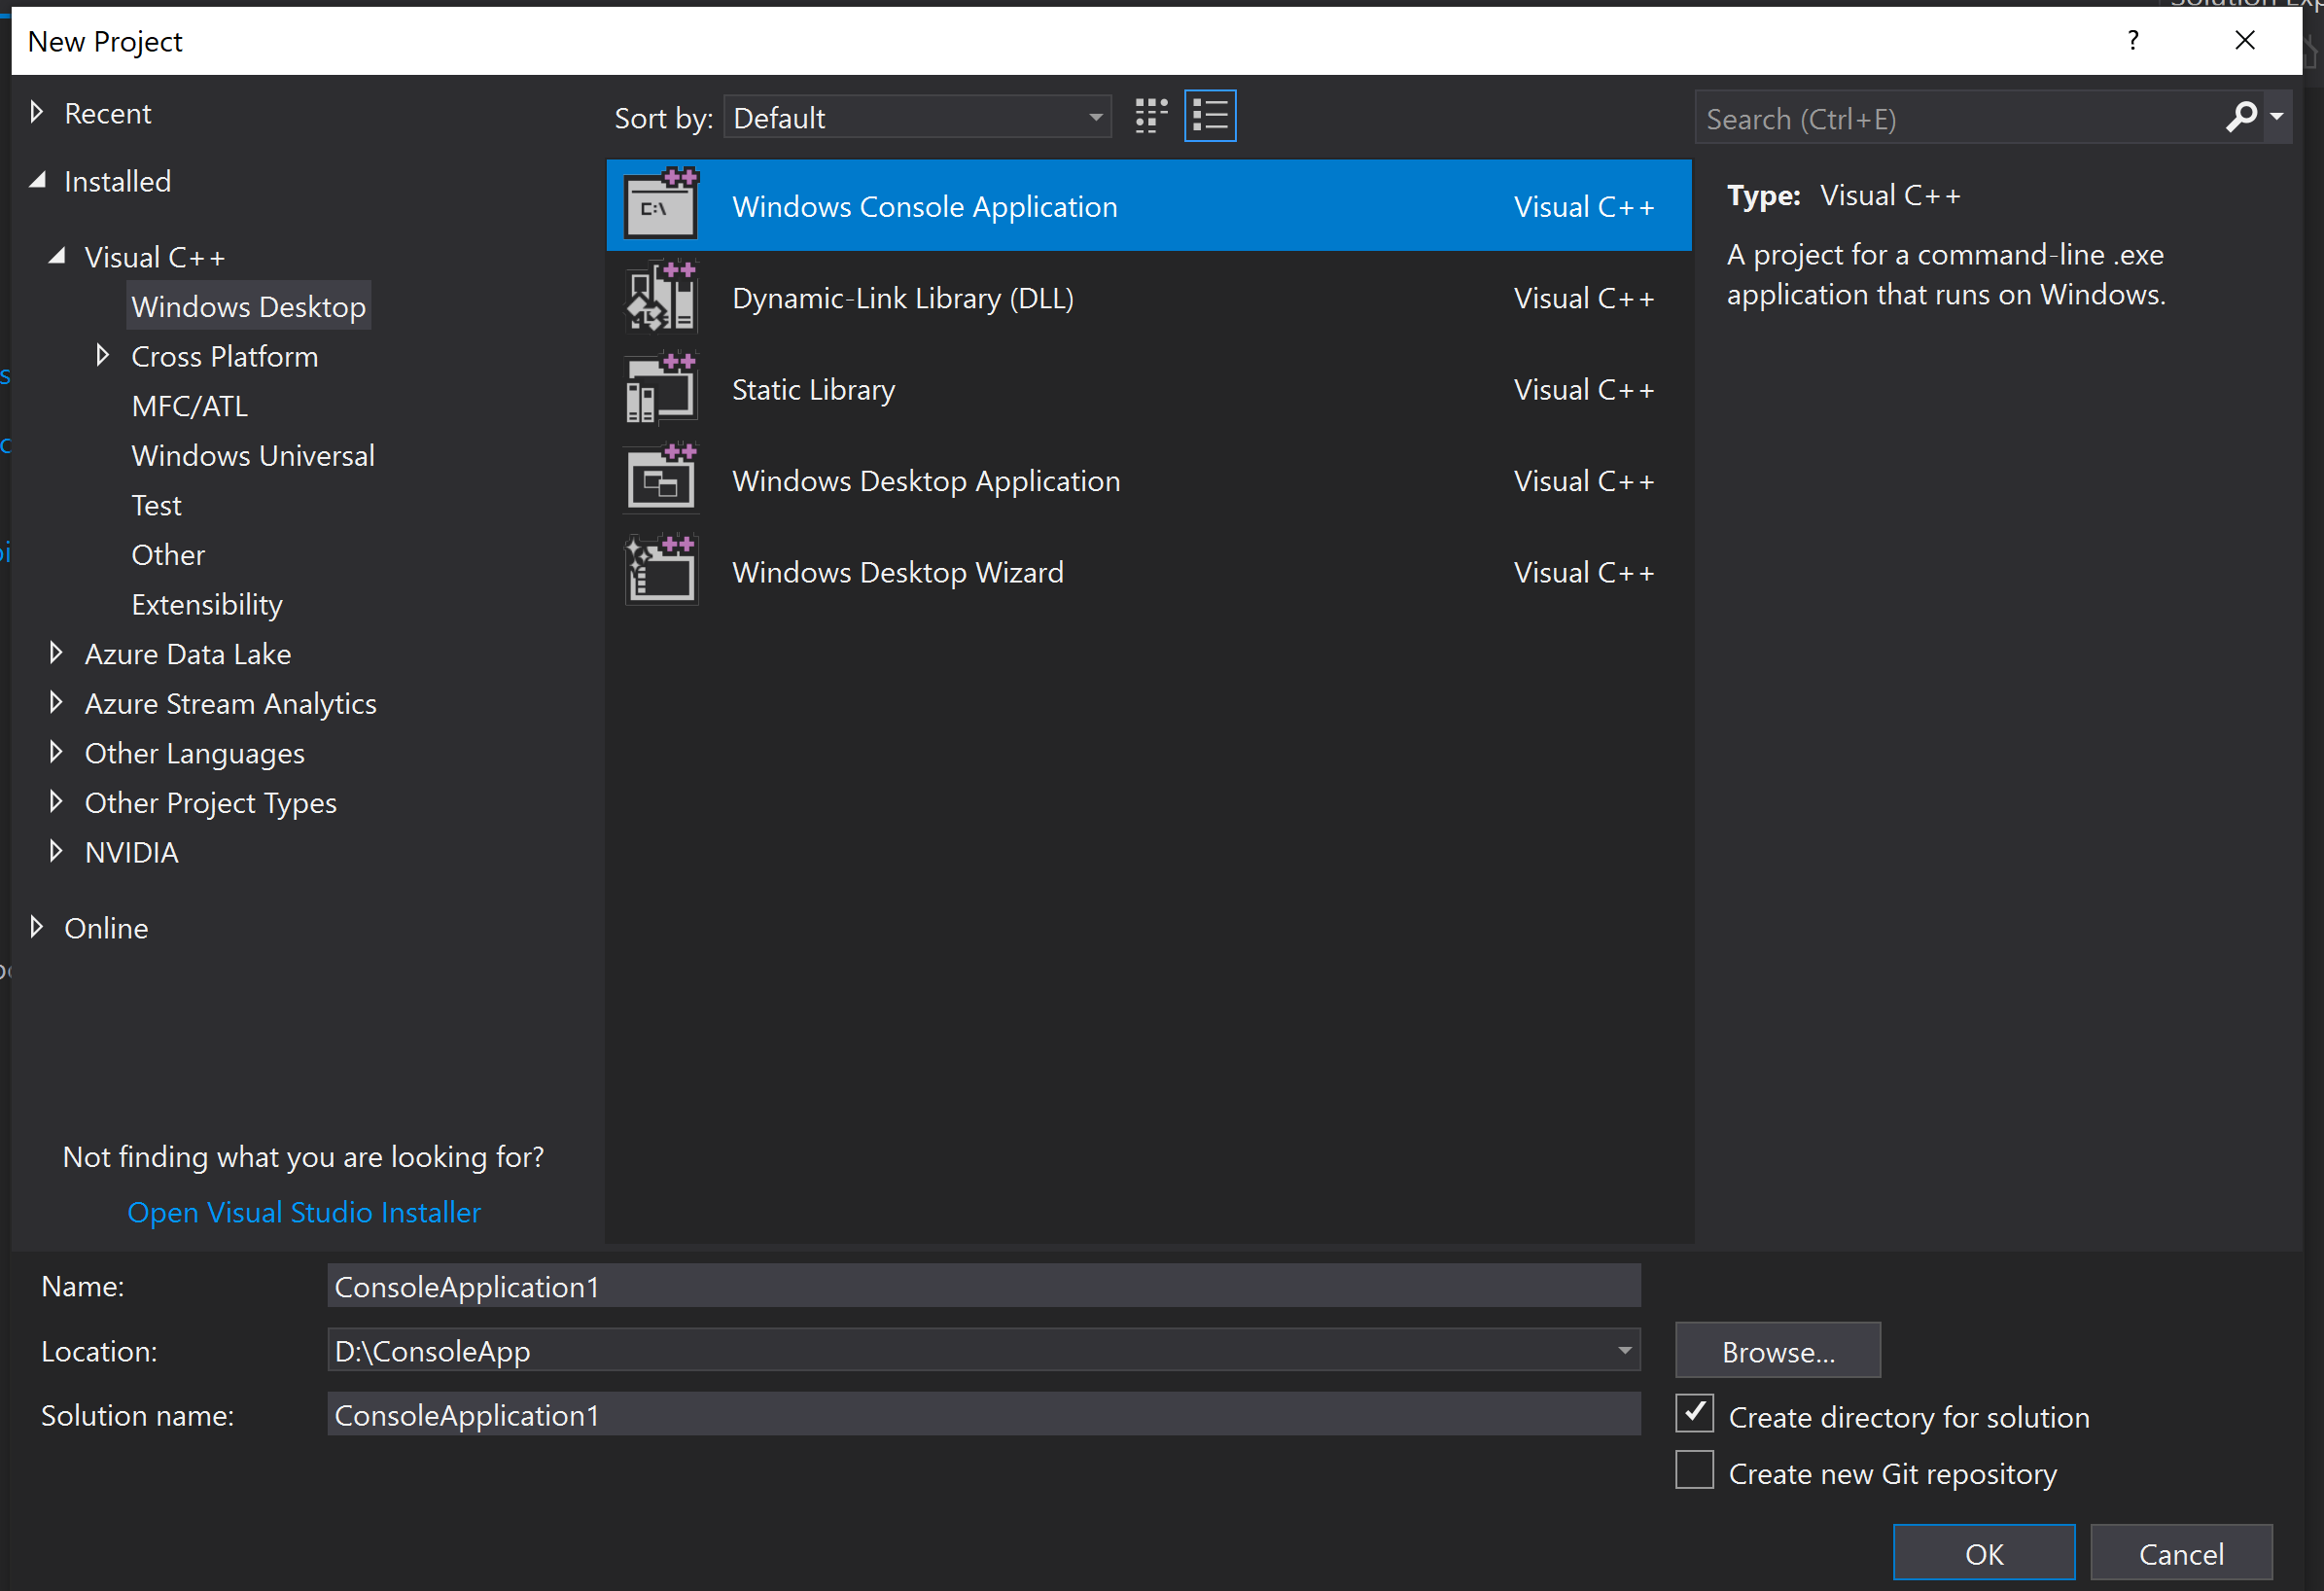 New Project
?
Recent
Installed
Visual C++
Windows Desktop
Cross Platform
MFC/ATL
Windows Universal
Test
Other
Extensibility
Azure Data Lake
Azure Stream Analytics
Other Languages
Other Project Types
NVIDIA
Online
Not finding what you are looking for?
Open Visual Studio Installer
Sort by: Default
C:\ Windows Console Application Visual C++
Dynamic-Link Library (DLL) Visual C++
Static Library Visual C++
Windows Desktop Application Visual C++
Windows Desktop Wizard Visual C++
Search (Ctrl+E)
Type: Visual C++
A project for a command-line .exe
application that runs on Windows.
Name: ConsoleApplication1
Location: D:\ConsoleApp
Browse...
Solution name: ConsoleApplication1
Create directory for solution
Create new Git repository
OK Cancel